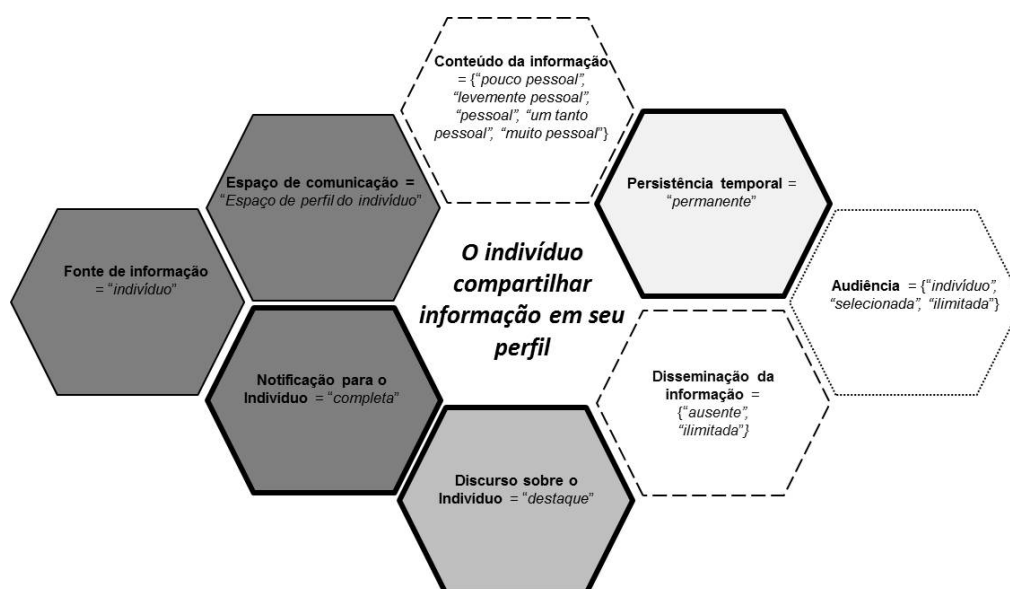 Conteúdo da informação
= {“pouco pessoal”,
“levemente pessoal”,
“pessoal”, “um tanto
pessoal”, “muito pessoal”}
Espaço de comunicação =
“Espaço de perfil do indivíduo”
Persistência temporal =
“permanente”
Fonte de informação
= “indivíduo”
O indivíduo
compartilhar
informação em seu
perfil
Audiência = {“indivíduo”,
“selecionada”, “ilimitada”}
Notificação para o
Indivíduo = “completa”
Disseminação da
informação =
{“ausente”,
“ilimitada”}
Discurso sobre o
Individuo = “destaque”